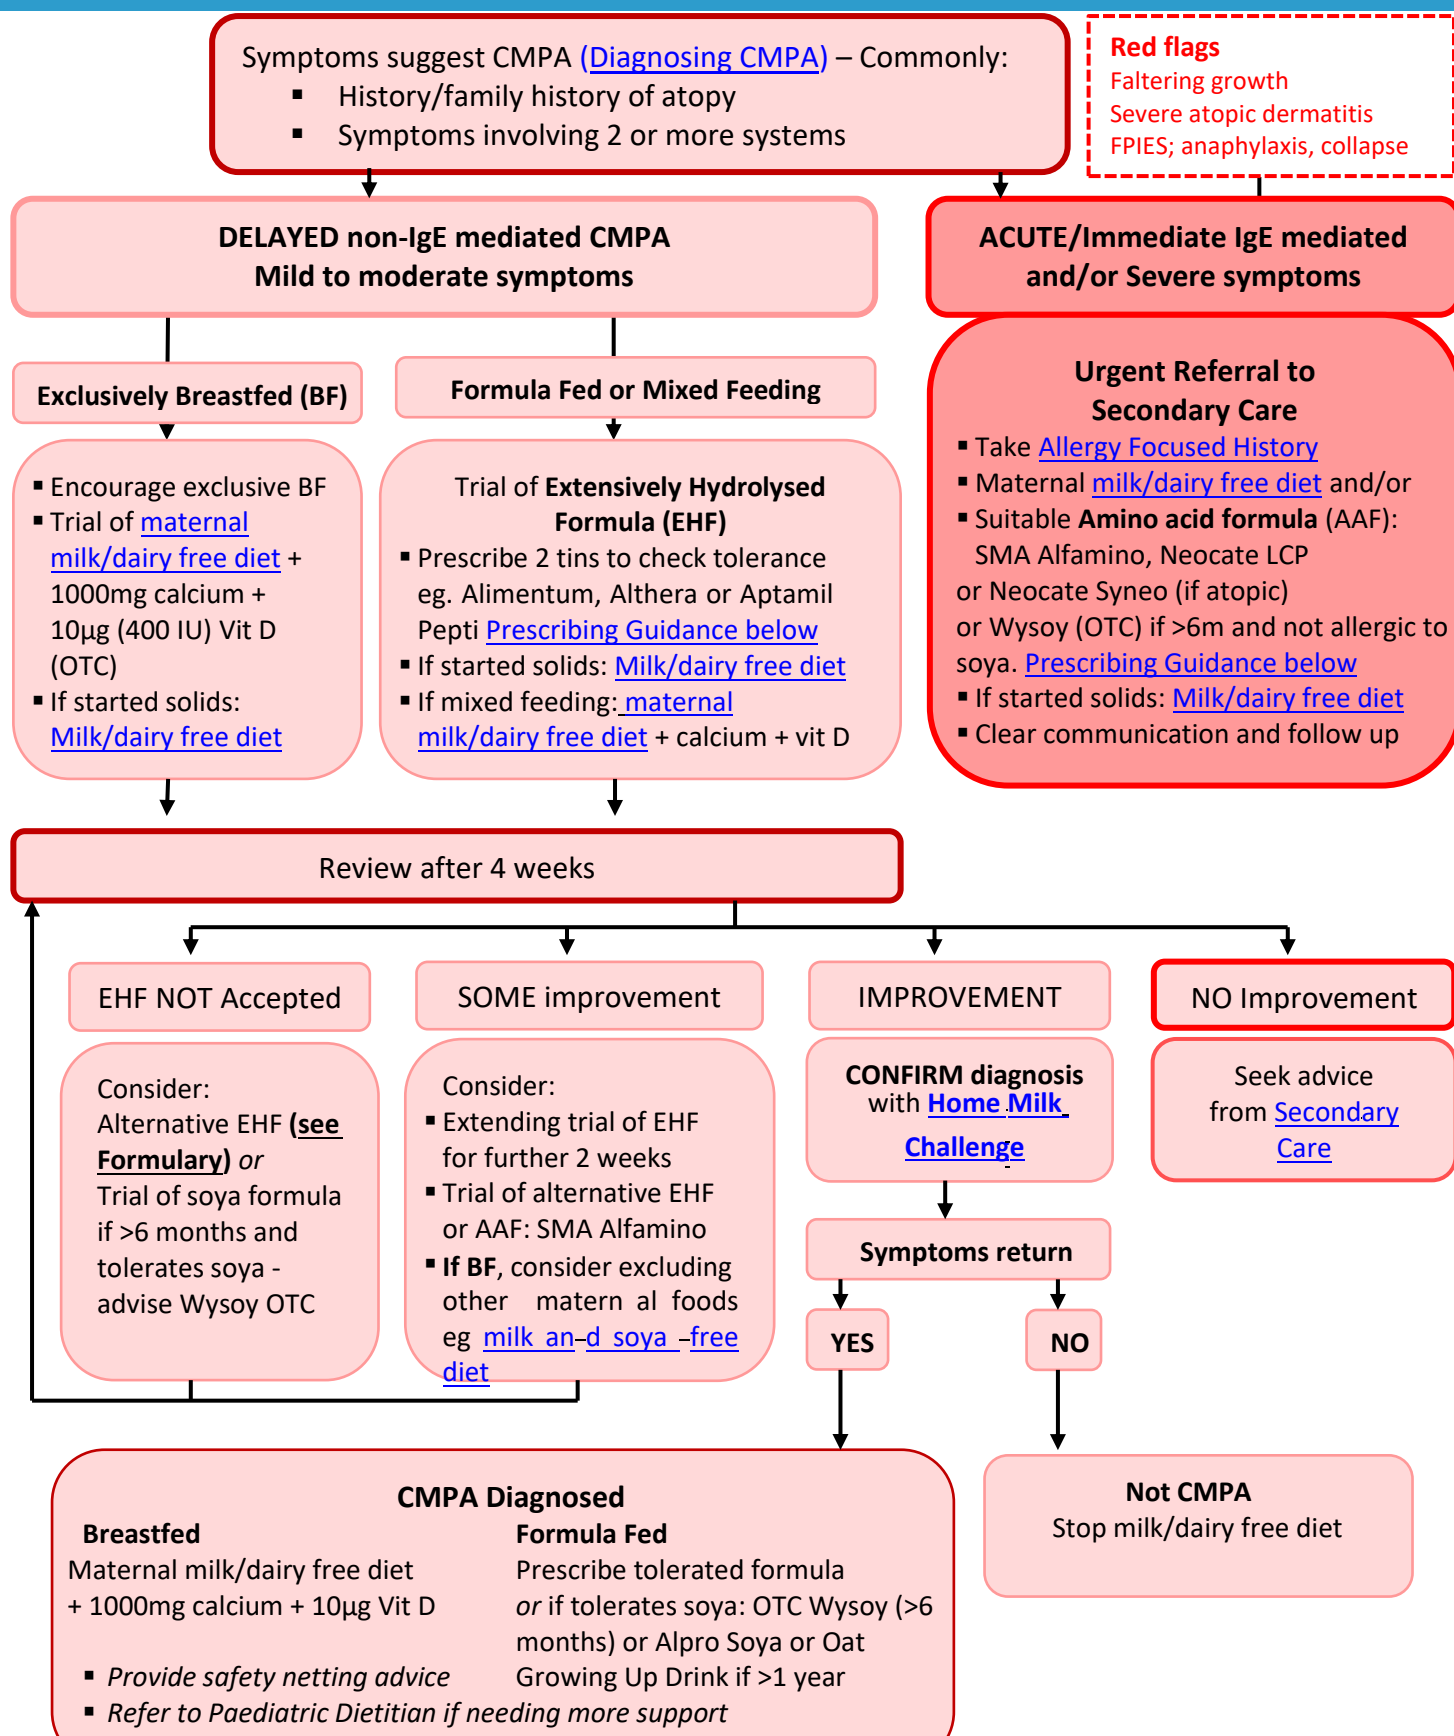 Symptoms suggest CMPA (Diagnosing CMPA) – Commonly:
▪ History/family history of atopy
▪ Symptoms involving 2 or more systems
Red flags
Faltering growth
Severe atopic dermatitis
FPIES; anaphylaxis, collapse
DELAYED non-IgE mediated CMPA
Mild to moderate symptoms
ACUTE/Immediate IgE mediated
and/or Severe symptoms
Exclusively Breastfed (BF)
▪ Encourage exclusive BF
▪ Trial of maternal
milk/dairy free diet +
1000mg calcium +
10µg (400 IU) Vit D
(OTC)
▪ If started solids:
Milk/dairy free diet
Formula Fed or Mixed Feeding
Trial of Extensively Hydrolysed
Formula (EHF)
▪ Prescribe 2 tins to check tolerance
eg. Alimentum, Althera or Aptamil
Pepti Prescribing Guidance below
▪ If started solids: Milk/dairy free diet
▪ If mixed feeding: maternal
milk/dairy free diet + calcium + vit D
Urgent Referral to
Secondary Care
▪ Take Allergy Focused History
▪ Maternal milk/dairy free diet and/or
▪ Suitable Amino acid formula (AAF):
SMA Alfamino, Neocate LCP
or Neocate Syneo (if atopic)
or Wysoy (OTC) if >6m and not allergic to
soya. Prescribing Guidance below
▪ If started solids: Milk/dairy free diet
▪ Clear communication and follow up
Review after 4 weeks
EHF NOT Accepted
Consider:
Alternative EHF (see
Formulary) or
Trial of soya formula
if >6 months and
tolerates soya -
advise Wysoy OTC
SOME improvement
Consider:
▪ Extending trial of EHF
for further 2 weeks
▪ Trial of alternative EHF
or AAF: SMA Alfamino
▪ If BF, consider excluding
other matern al foods
eg milk an-d soya -free
diet
IMPROVEMENT
CONFIRM diagnosis
with Home Milk
Challenge
NO Improvement
Seek advice
from Secondary
Care
Symptoms return
YES
NO
CMPA Diagnosed
Breastfed
Maternal milk/dairy free diet
+ 1000mg calcium + 10µg Vit D
Formula Fed
Prescribe tolerated formula
or if tolerates soya: OTC Wysoy (>6
months) or Alpro Soya or Oat
Growing Up Drink if >1 year
▪ Provide safety netting advice
▪ Refer to Paediatric Dietitian if needing more support
Not CMPA
Stop milk/dairy free diet